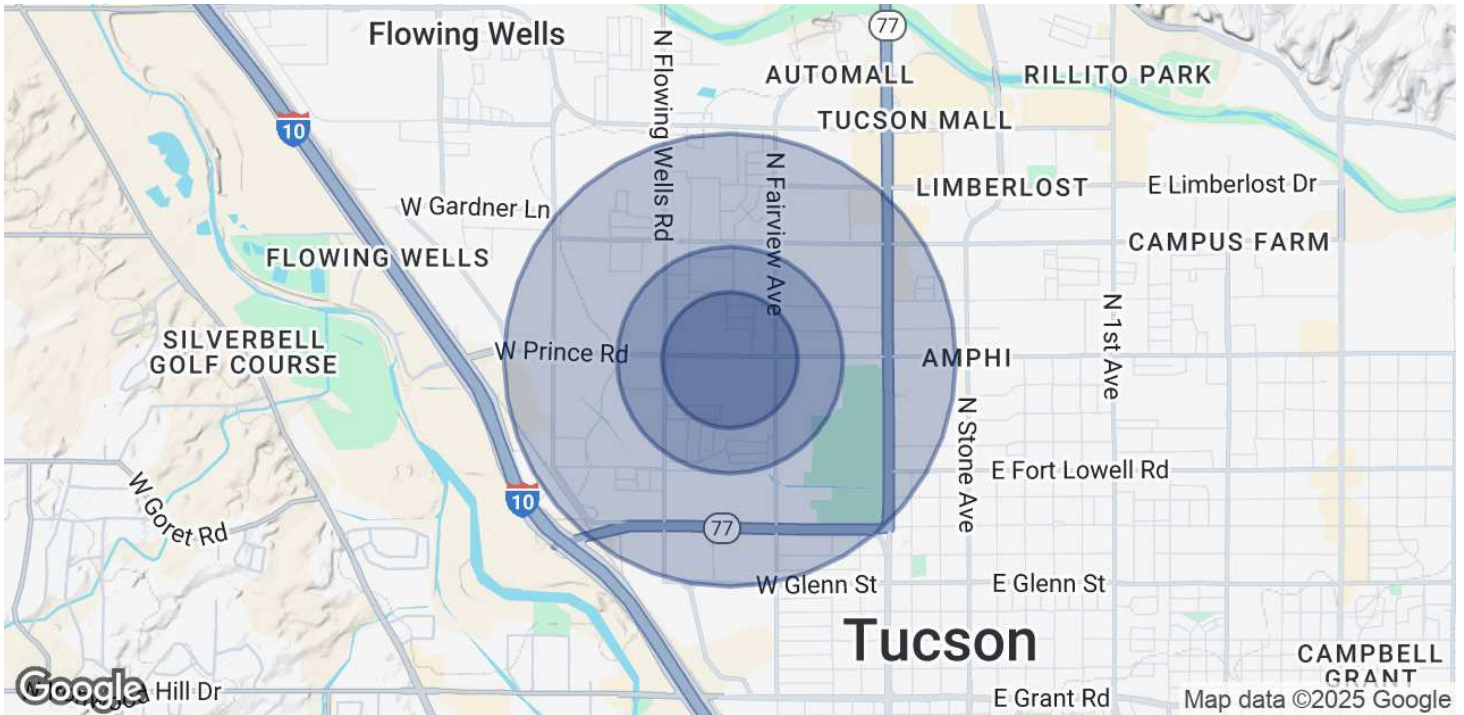 Flowing Wells
77
N Flowing Wells Rd
AUTOMALL
RILLITO PARK
10
TUCSON MALL
N Fairview Ave
LIMBERLOST
E Limberlost Dr
W Gardner Ln
CAMPUS FARM
FLOWING WELLS
N 1st Ave
SILVERBELL
GOLF COURSE
W Prince Rd
AMPHI
N Stone Ave
E Fort Lowell Rd
W Goret Rd
10
77
W Glenn St
E Glenn St
Tucson
CAMPBELL
GRANT
Google
Hill Dr
E Grant Rd
Map data ©2025 Google